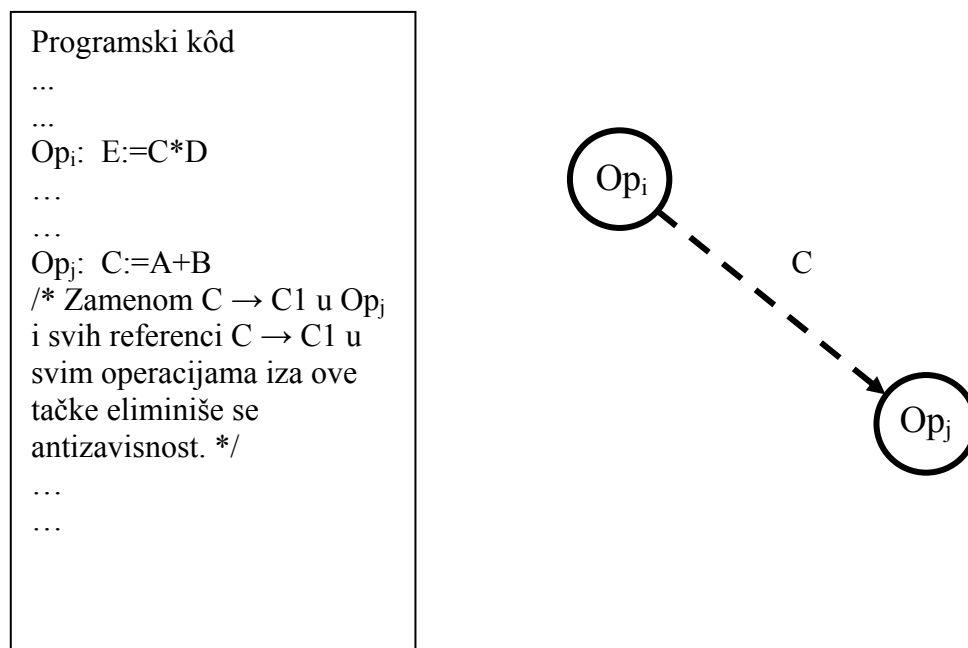 Programski kôd
...
...
Opi: E:=C*D
…
…
Opj: C:=A+B
/* Zamenom C → C1 u Opj
i svih referenci C → C1 u
svim operacijama iza ove
tačke eliminiše se
antizavisnost. */
…
…
Opi
C
Opj